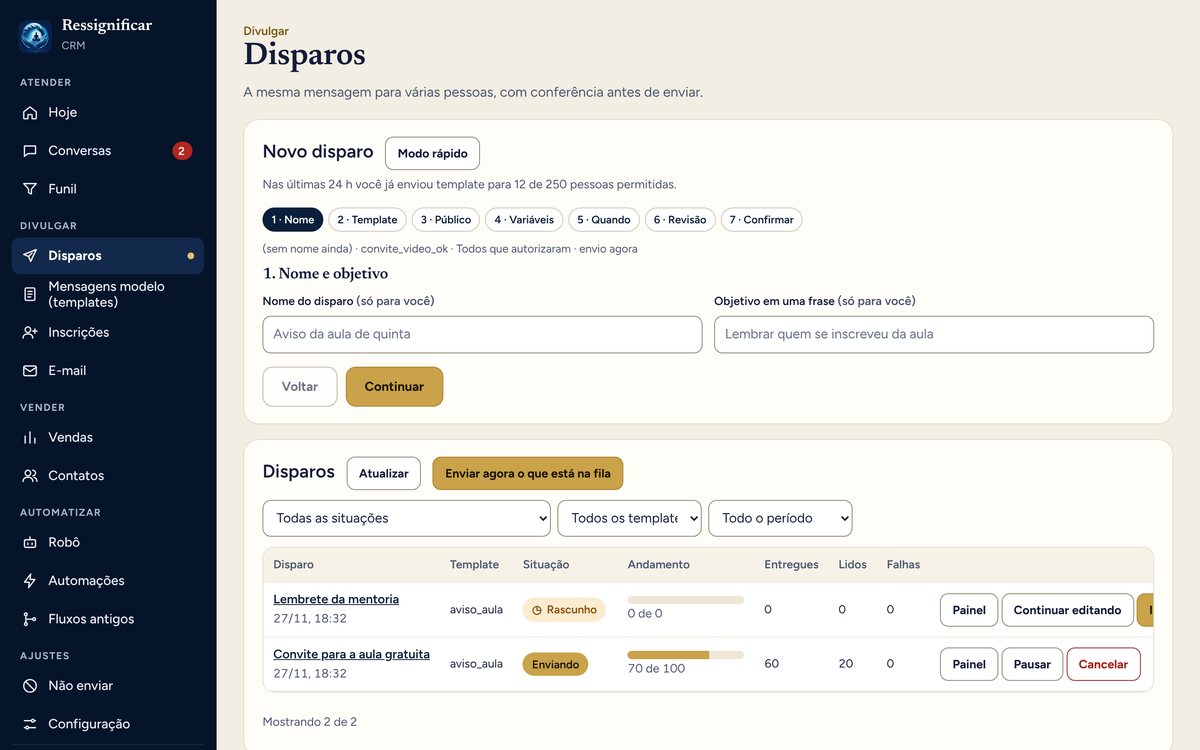 Ressignificar
CRM
ATENDER
Hoje
Conversas 2
Funil
DIVULGAR
Disparos
Mensagens modelo
(templates)
Inscrições
E-mail
VENDER
Vendas
Contatos
AUTOMATIZAR
Robô
Automações
Fluxos antigos
AJUSTES
Não enviar
Configuração
Divulgar
Disparos
A mesma mensagem para várias pessoas, com conferência antes de enviar.
Novo disparo Modo rápido
Nas últimas 24 h você já enviou template para 12 de 250 pessoas permitidas.
1 · Nome 2 · Template 3 · Público 4 · Variáveis 5 · Quando 6 · Revisão 7 · Confirmar
(sem nome ainda) · convite_video_ok · Todos que autorizaram · envio agora
1. Nome e objetivo
Nome do disparo (só para você) Objetivo em uma frase (só para você)
Aviso da aula de quinta Lembrar quem se inscreveu da aula
Voltar Continuar
Disparos Atualizar Enviar agora o que está na fila
Todas as situações Todos os template Todo o período
Disparo Template Situação Andamento Entregues Lidos Falhas
Lembrete da mentoria aviso_aula Rascunho 0 de 0 0 0 0 Painel Continuar editando
27/11, 18:32
Convite para a aula gratuita aviso_aula Enviando 70 de 100 60 20 0 Painel Pausar Cancelar
27/11, 18:32
Mostrando 2 de 2